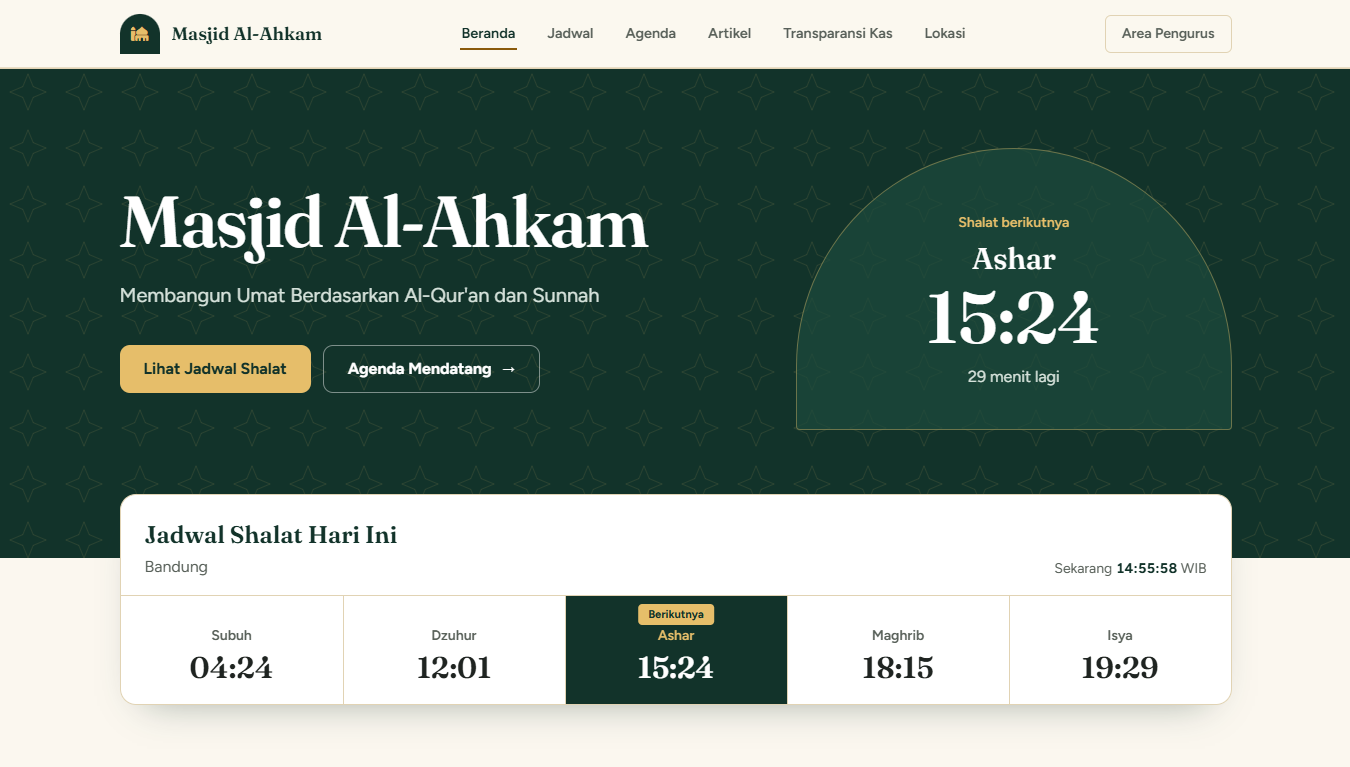 Masjid Al-Ahkam
Beranda Jadwal Agenda Artikel Transparansi Kas Lokasi
Area Pengurus
Masjid Al-Ahkam
Membangun Umat Berdasarkan Al-Qur'an dan Sunnah
Lihat Jadwal Shalat
Agenda Mendatang →
Shalat berikutnya
Ashar
15:24
29 menit lagi
Jadwal Shalat Hari Ini
Bandung
Sekarang 14:55:58 WIB
Subuh
04:24
Dzuhur
12:01
Berikutnya
Ashar
15:24
Maghrib
18:15
Isya
19:29